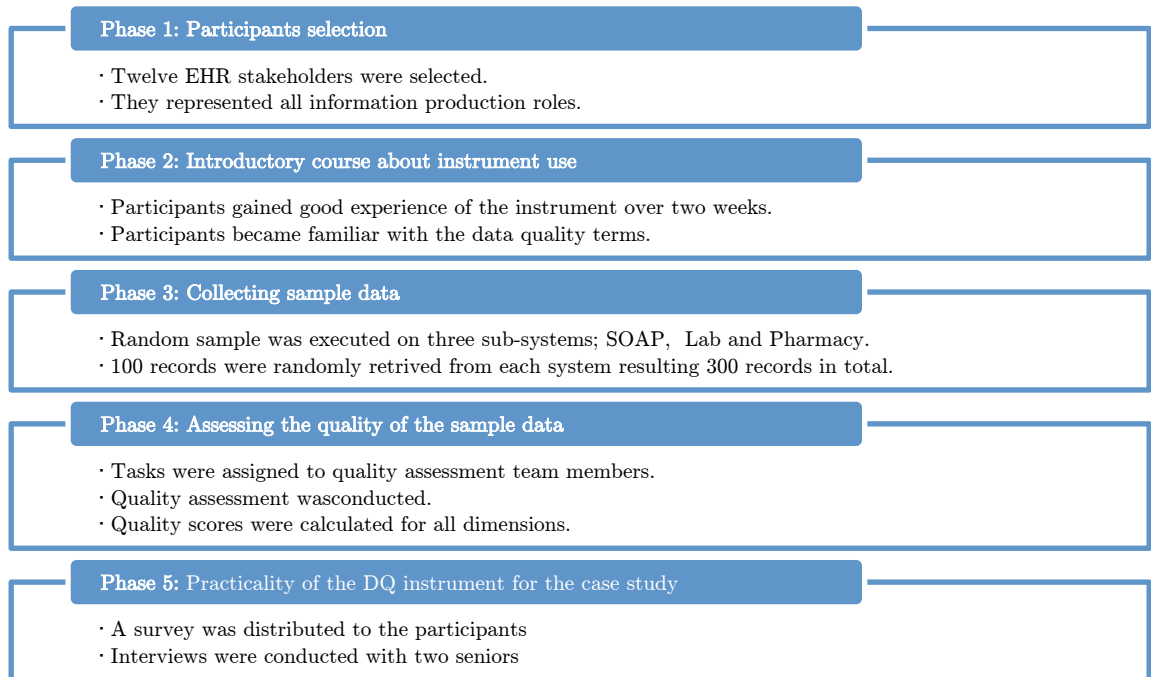 Phase 1: Participants selection
· Twelve EHR stakeholders were selected.
· They represented all information production roles.
Phase 2: Introductory course about instrument use
· Participants gained good experience of the instrument over two weeks.
· Participants became familiar with the data quality terms.
Phase 3: Collecting sample data
· Random sample was executed on three sub-systems; SOAP, Lab and Pharmacy.
· 100 records were randomly retrived from each system resulting 300 records in total.
Phase 4: Assessing the quality of the sample data
· Tasks were assigned to quality assessment team members.
· Quality assessment wasconducted.
· Quality scores were calculated for all dimensions.
Phase 5: Practicality of the DQ instrument for the case study
· A survey was distributed to the participants
· Interviews were conducted with two seniors